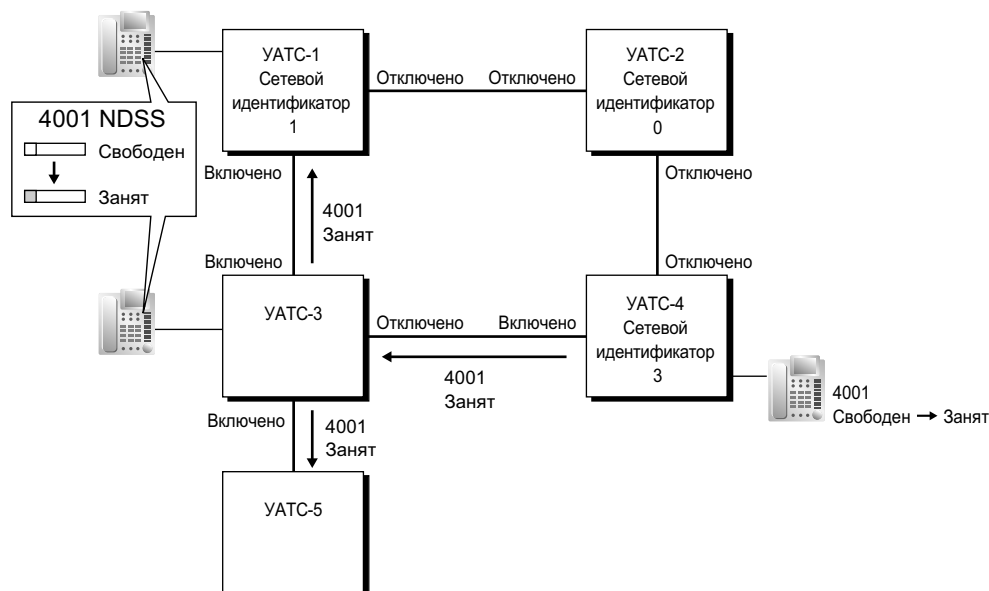 УАТС-1
Сетевой
идентификатор
1
Отключено
Отключено
УАТС-2
Сетевой
идентификатор
0
4001 NDSS
Свободен
Занят
Включено
4001
Занят
Отключено
Включено
Отключено
УАТС-3
Отключено
Включено
УАТС-4
Сетевой
идентификатор
3
4001
Занят
4001
Свободен → Занят
Включено
4001
Занят
УАТС-5